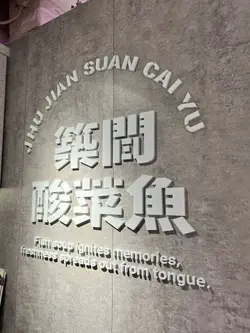 JHU JIAN SUAN CAI YU
築間
酸菜魚
Fish soup ignites memories,
freshness spreads out from tongue.